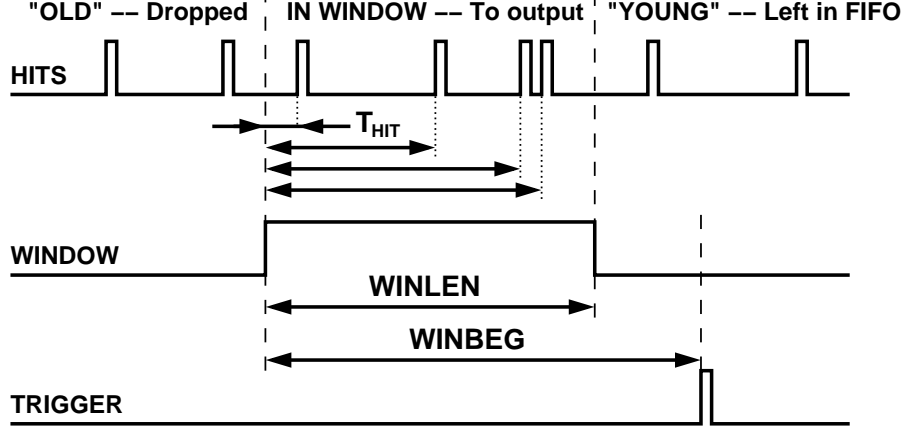 "OLD" –– Dropped IN WINDOW –– To output "YOUNG" –– Left in FIFO
HITS
THIT
WINDOW
WINLEN
WINBEG
TRIGGER